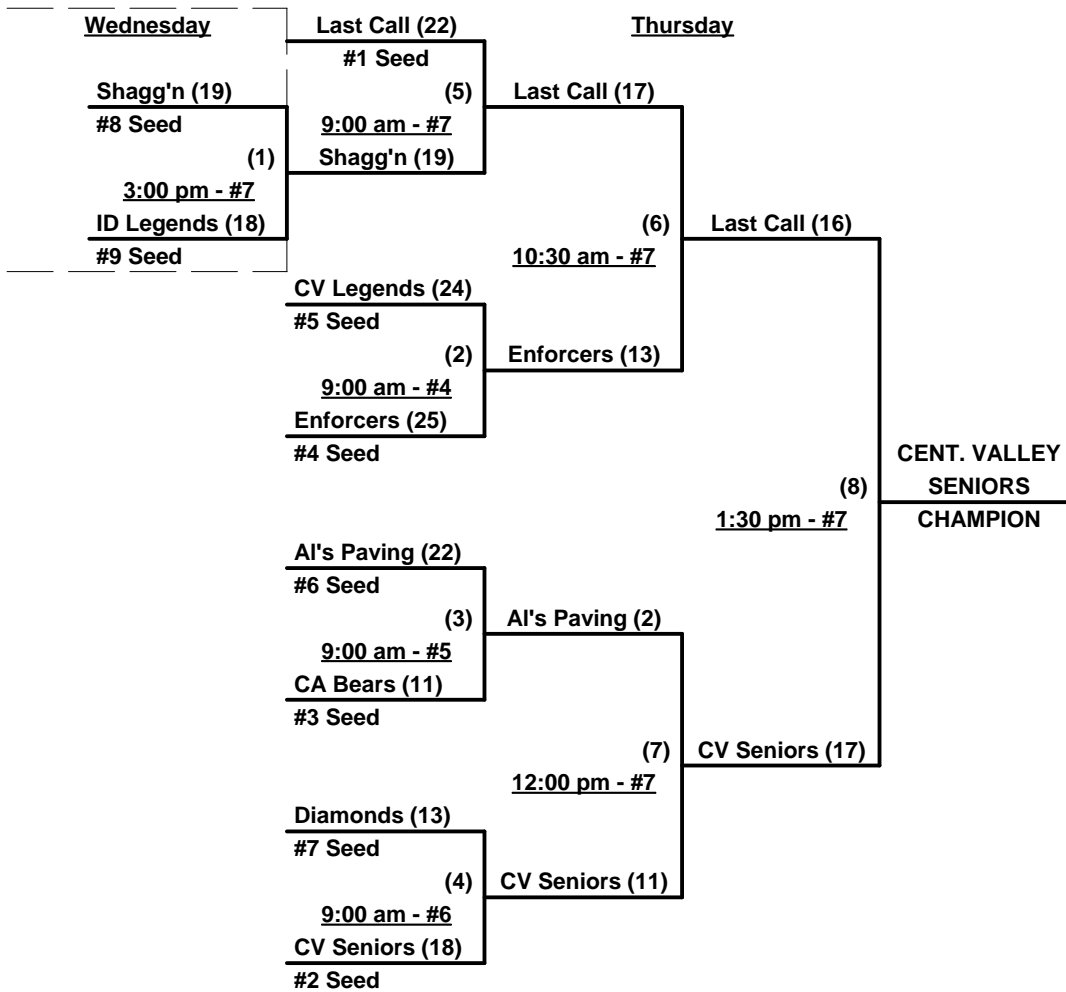 Wednesday
Last Call (22)
Thursday
#1 Seed
Shagg'n (19)
(5)
Last Call (17)
#8 Seed
9:00 am - #7
(1)
Shagg'n (19)
3:00 pm - #7
ID Legends (18)
(6)
Last Call (16)
#9 Seed
10:30 am - #7
CV Legends (24)
#5 Seed
(2)
Enforcers (13)
9:00 am - #4
Enforcers (25)
#4 Seed
CENT. VALLEY
(8)
SENIORS
1:30 pm - #7
CHAMPION
Al's Paving (22)
#6 Seed
(3)
Al's Paving (2)
9:00 am - #5
CA Bears (11)
#3 Seed
(7)
CV Seniors (17)
12:00 pm - #7
Diamonds (13)
#7 Seed
(4)
CV Seniors (11)
9:00 am - #6
CV Seniors (18)
#2 Seed